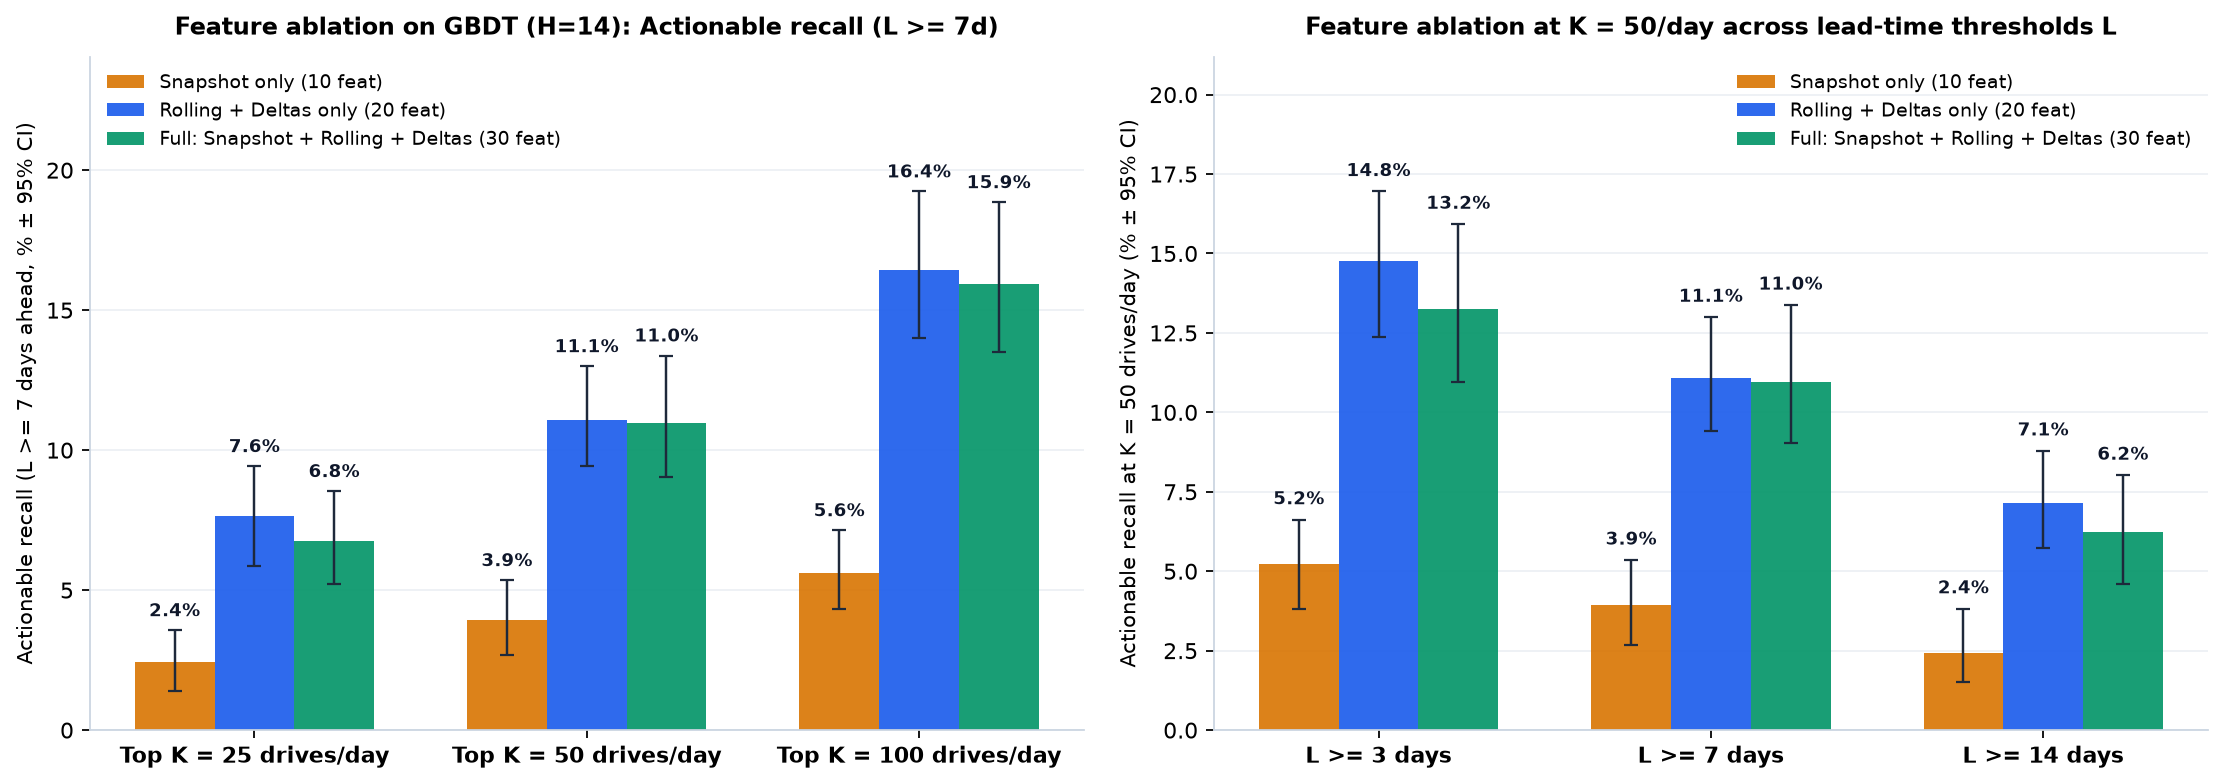 Feature ablation on GBDT (H=14): Actionable recall (L >= 7d)
Snapshot only (10 feat)
Rolling + Deltas only (20 feat)
Full: Snapshot + Rolling + Deltas (30 feat)
Actionable recall (L >= 7 days ahead, % ± 95% CI)
20
15
10
5
0
2.4%
7.6%
6.8%
3.9%
11.1%
11.0%
5.6%
16.4%
15.9%
Top K = 25 drives/day
Top K = 50 drives/day
Top K = 100 drives/day
Feature ablation at K = 50/day across lead-time thresholds L
Snapshot only (10 feat)
Rolling + Deltas only (20 feat)
Full: Snapshot + Rolling + Deltas (30 feat)
Actionable recall at K = 50 drives/day (% ± 95% CI)
20.0
17.5
15.0
12.5
10.0
7.5
5.0
2.5
0.0
5.2%
14.8%
13.2%
3.9%
11.1%
11.0%
2.4%
7.1%
6.2%
L >= 3 days
L >= 7 days
L >= 14 days